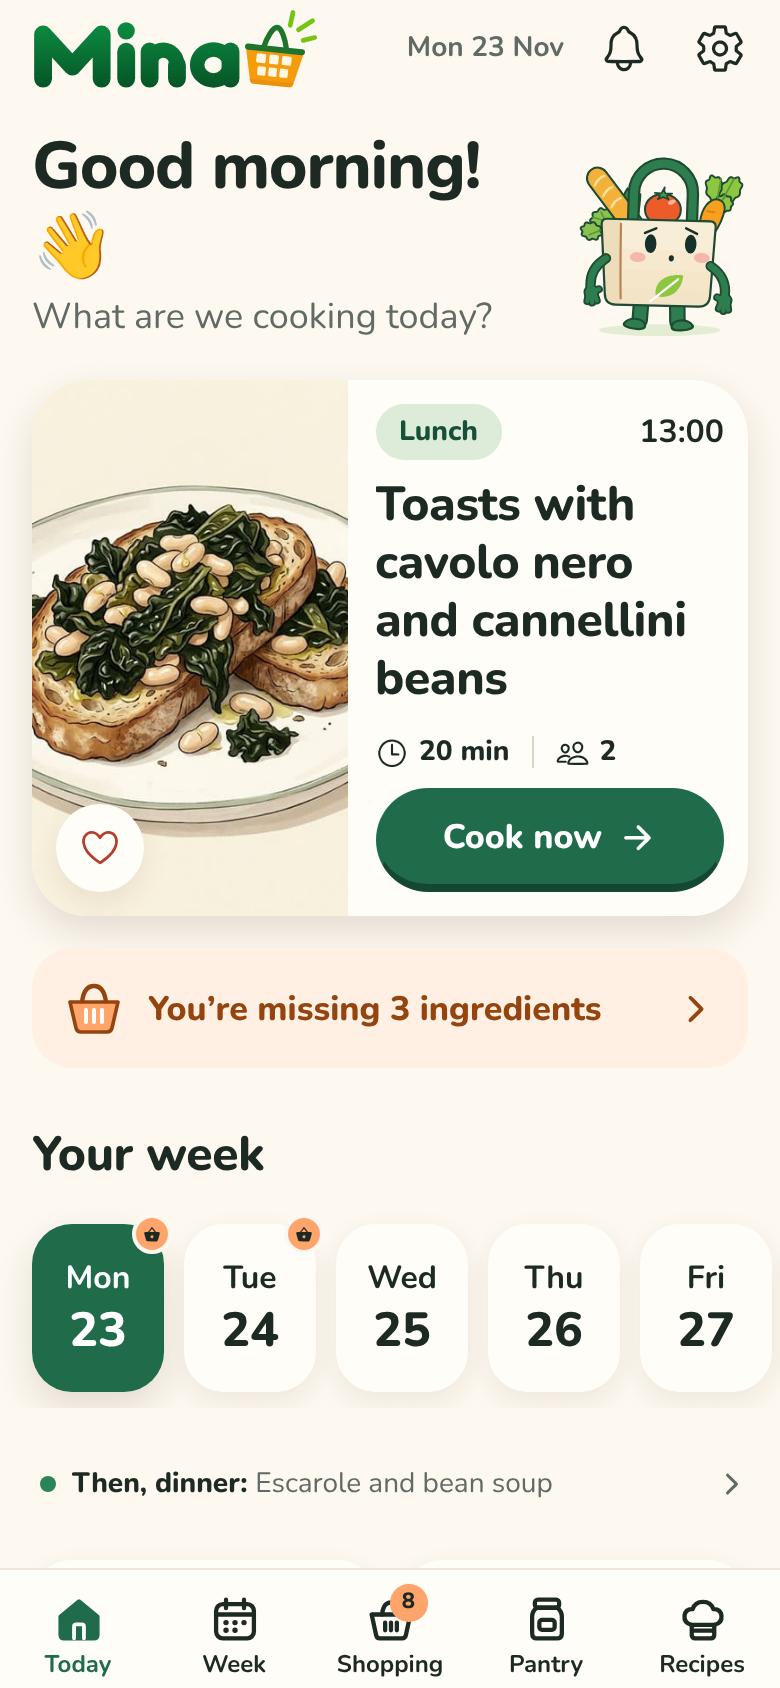 Mina
Mon 23 Nov
Good morning!
👋
What are we cooking today?
Lunch
13:00
Toasts with
cavolo nero
and cannellini
beans
20 min
2
Cook now →
You’re missing 3 ingredients
Your week
Mon
23
Tue
24
Wed
25
Thu
26
Fri
27
Then, dinner: Escarole and bean soup
8
Today
Week
Shopping
Pantry
Recipes